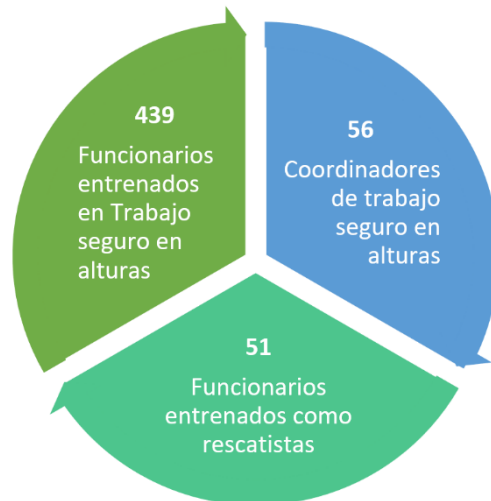 439
Funcionarios
entrenados
en Trabajo
seguro en
alturas
56
Coordinadores
de trabajo
seguro en
alturas
51
Funcionarios
entrenados como
rescatistas